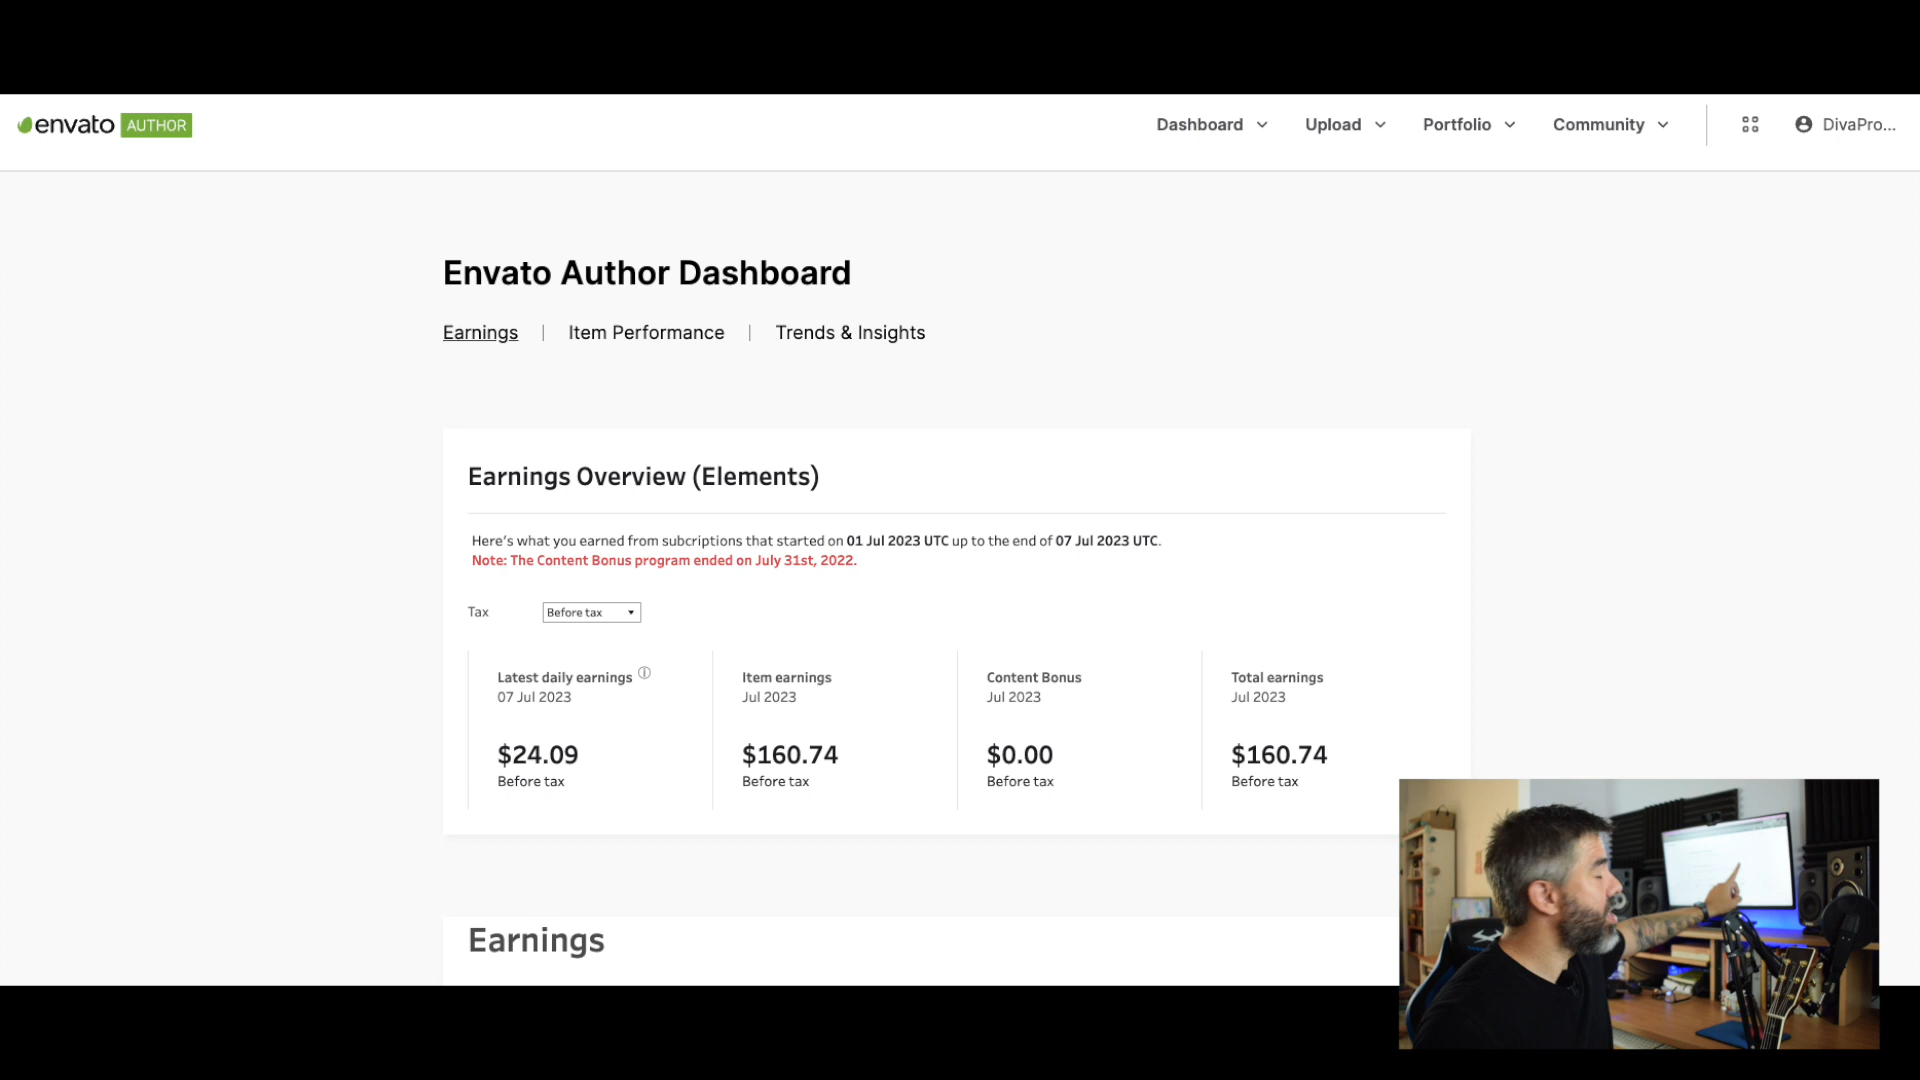 envato AUTHOR
Dashboard
Upload
Portfolio
Community
DivaPro...
Envato Author Dashboard
Earnings | Item Performance | Trends & Insights
Earnings Overview (Elements)
Here's what you earned from subcriptions that started on 01 Jul 2023 UTC up to the end of 07 Jul 2023 UTC.
Note: The Content Bonus program ended on July 31st, 2022.
Tax
Before tax
Latest daily earnings
07 Jul 2023
$24.09
Before tax
Item earnings
Jul 2023
$160.74
Before tax
Content Bonus
Jul 2023
$0.00
Before tax
Total earnings
Jul 2023
$160.74
Before tax
Earnings